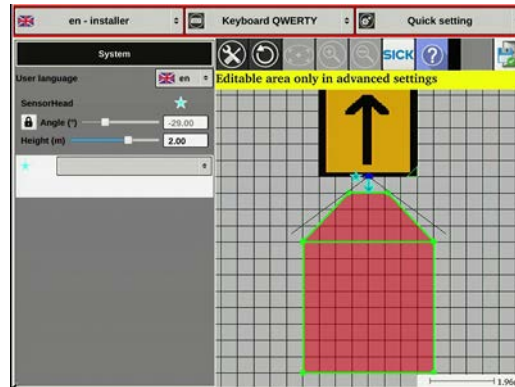 en - installer
Keyboard QWERTY
Quick setting
System
SICK
?
User language
en
Editable area only in advanced settings
SensorHead
Angle (°)
-29.00
Height (m)
2.00